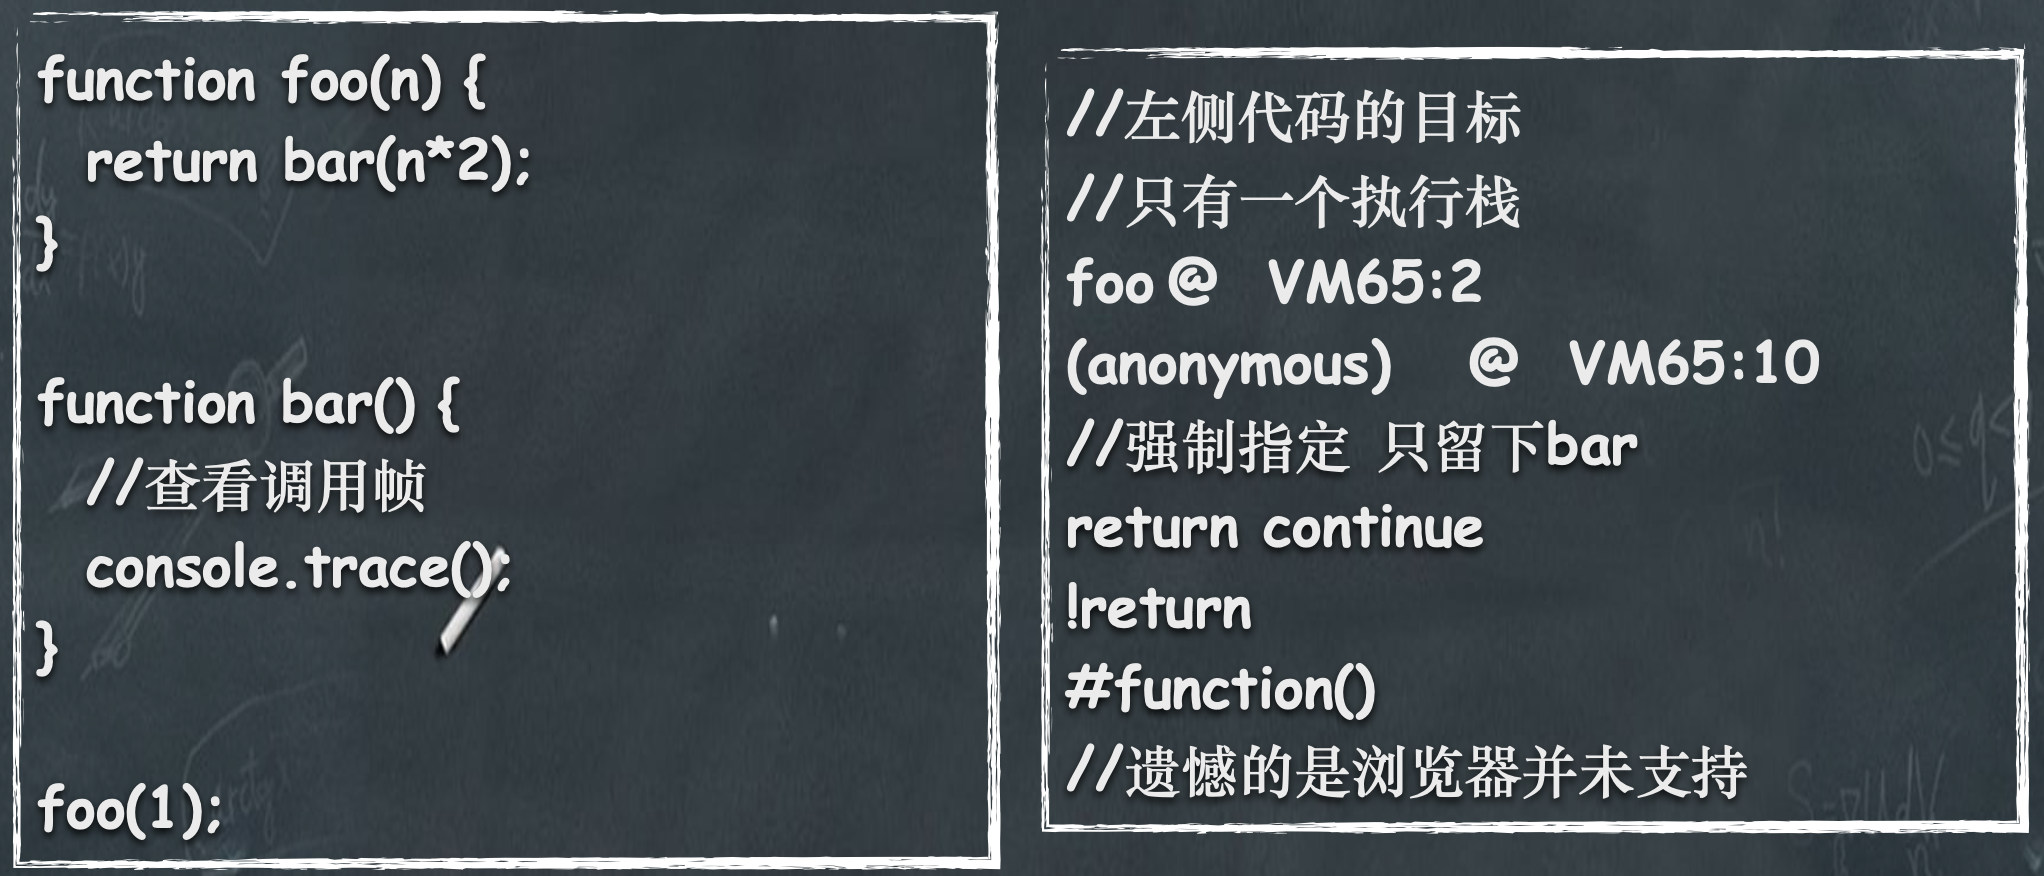 function foo(n) {
return bar(n*2);
}
function bar() {
//查看调用帧
console.trace();
}
foo(1);
//左侧代码的目标
//只有一个执行栈
foo @ VM65:2
(anonymous) @ VM65:10
//强制指定 只留下bar
return continue
!return
#function()
//遗憾的是浏览器并未支持